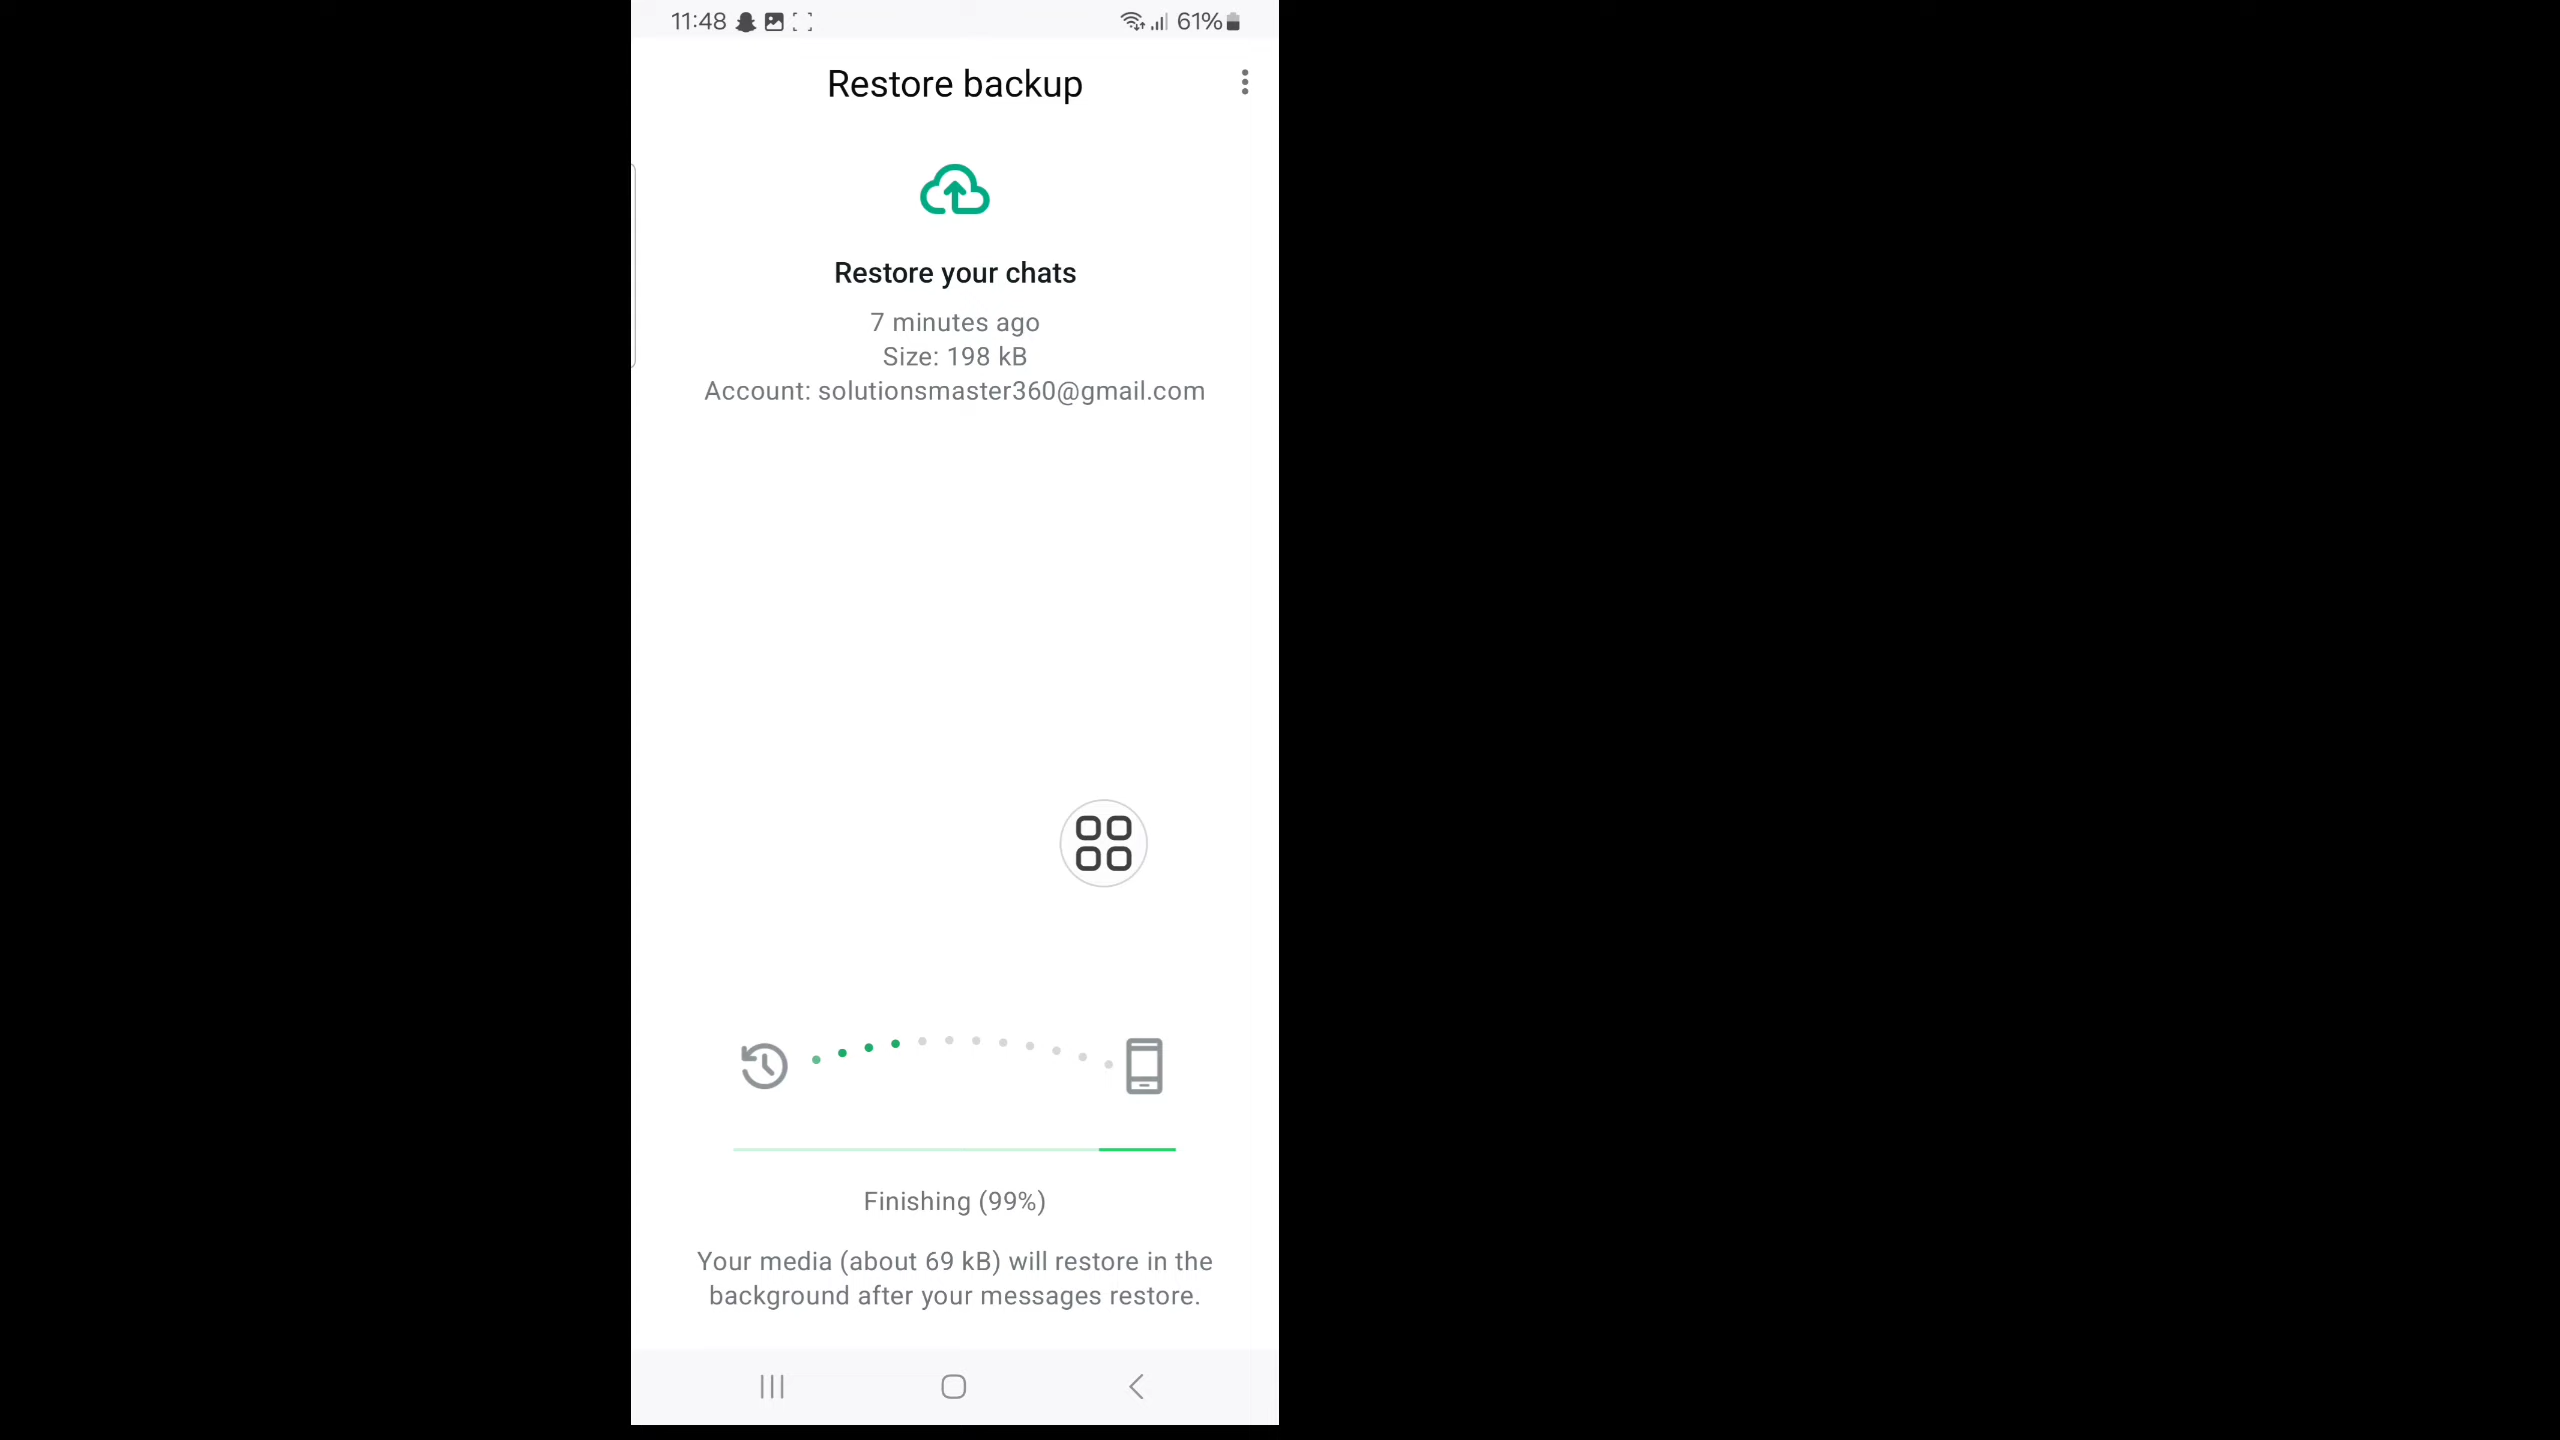 11:48
61%
Restore backup
Restore your chats
7 minutes ago
Size: 198 kB
Account: solutionsmaster360@gmail.com
Finishing (99%)
Your media (about 69 kB) will restore in the
background after your messages restore.